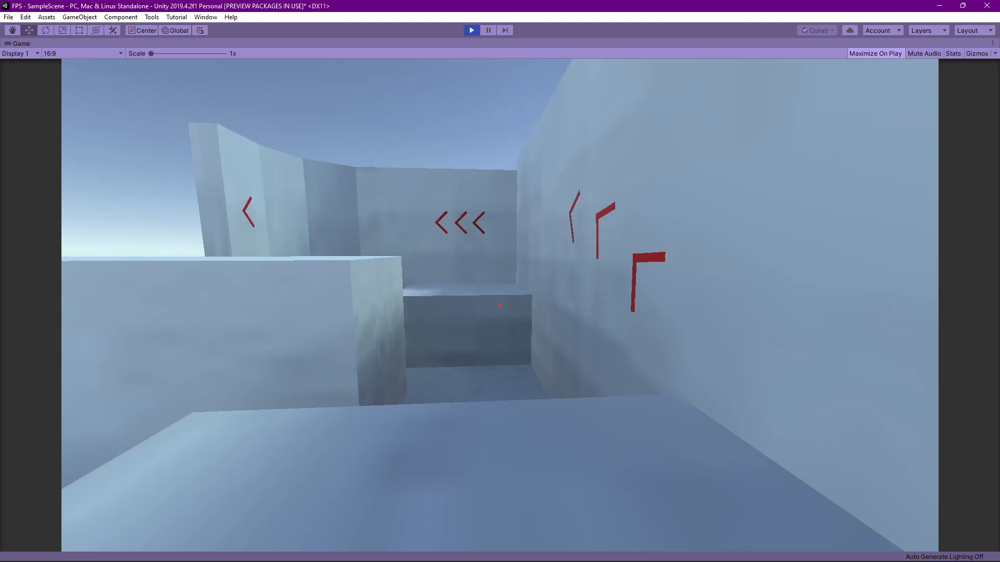 FPS - SampleScene - PC, Mac & Linux Standalone - Unity 2019.4.2f1 Personal [PREVIEW PACKAGES IN USE]* <DX11>
File Edit Assets GameObject Component Tools Tutorial Window Help
Center Global Collab Account Layers Layout
Game
Display 1 16:9 Scale 1x Maximize On Play Mute Audio Stats Gizmos
Auto Generate Lighting Off